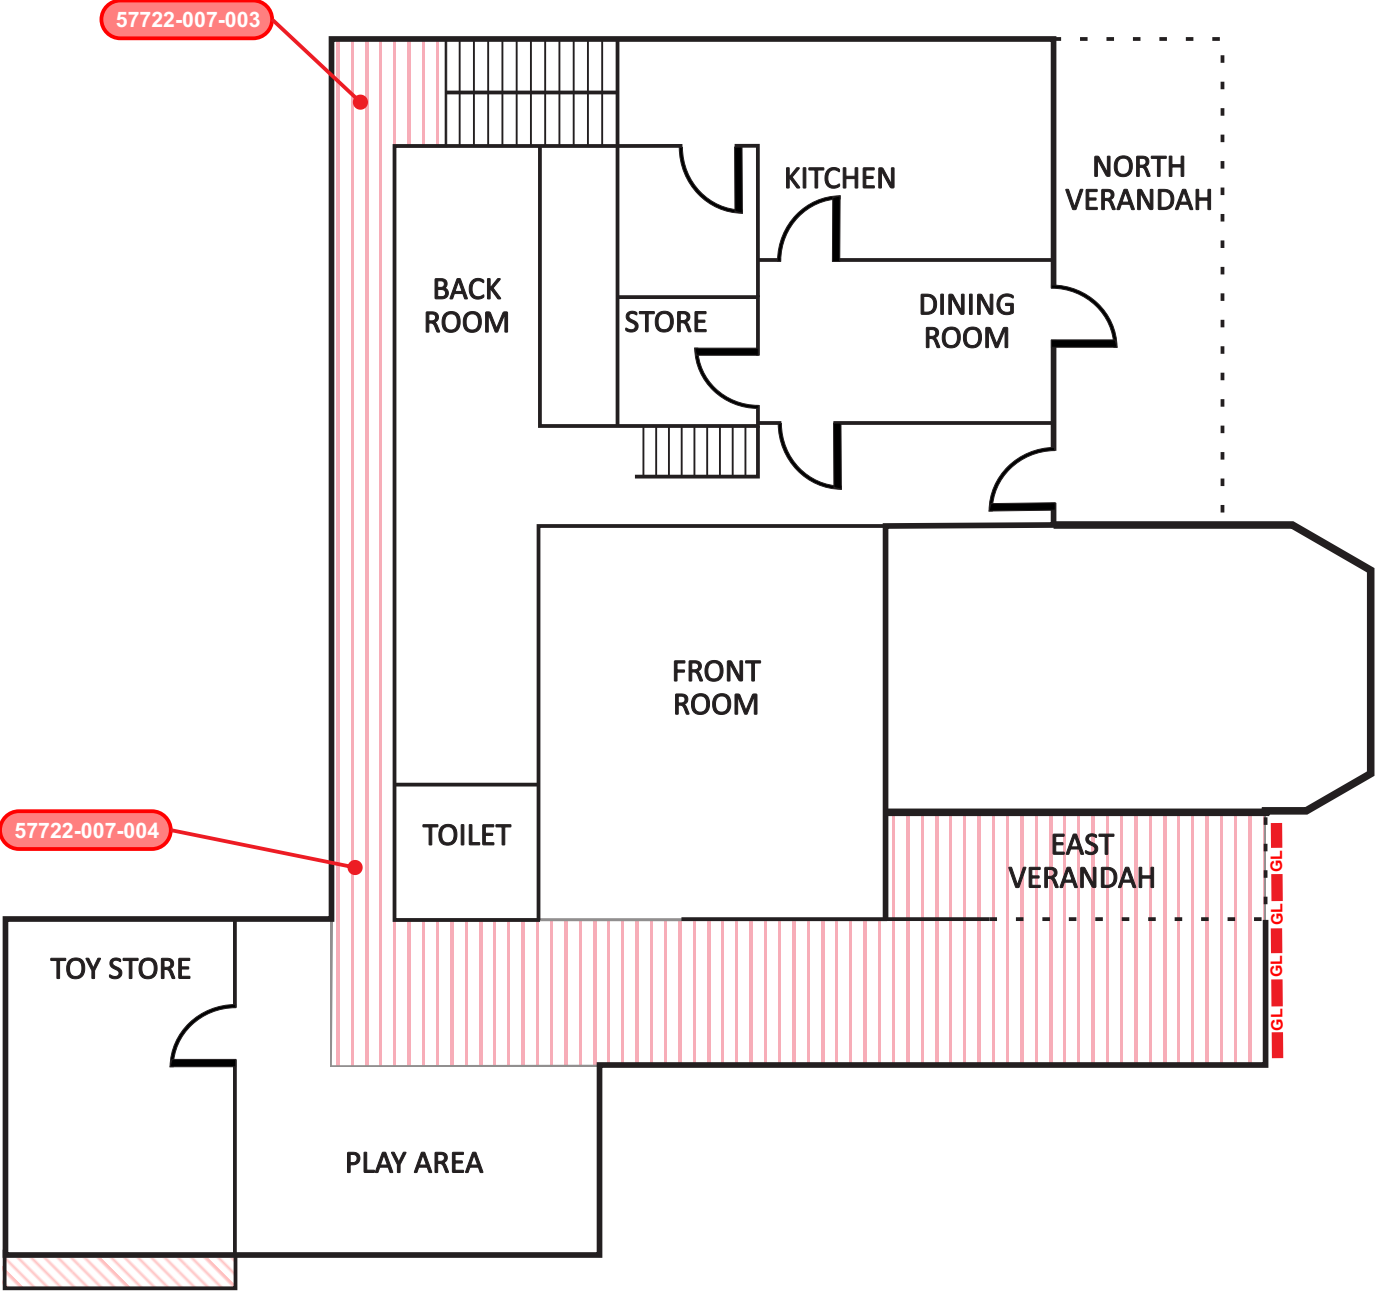 57722-007-003
NORTH
VERANDAH
KITCHEN
BACK
ROOM
STORE
DINING
ROOM
FRONT
ROOM
57722-007-004
TOILET
EAST
VERANDAH
GL
GL
GL
GL
TOY STORE
PLAY AREA